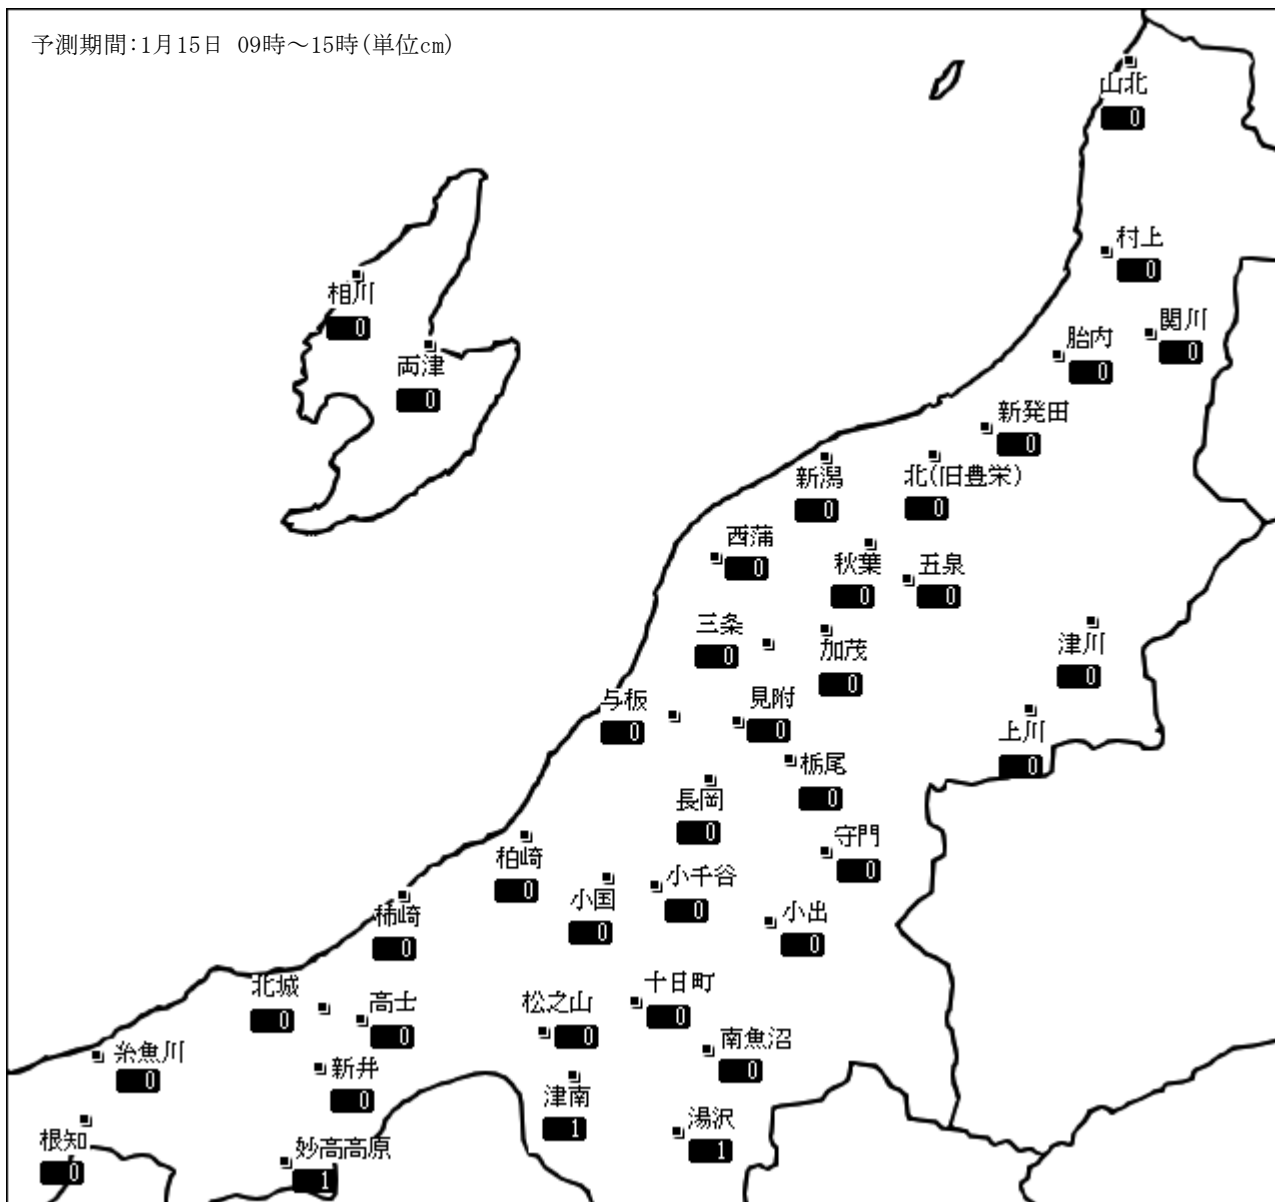 予測期間:1月15日 09時～15時(単位cm)
山北
0
村上
0
相川
0
関川
0
胎内
0
両津
0
新発田
0
新潟
0
北(旧豊栄)
0
西蒲
0
秋葉
0
五泉
0
三条
0
加茂
0
津川
0
与板
0
見附
0
上川
0
栃尾
0
長岡
0
守門
0
柏崎
0
小千谷
0
小国
0
小出
0
柿崎
0
北城
0
高士
0
松之山
0
十日町
0
南魚沼
0
糸魚川
0
新井
0
津南
1
湯沢
1
根知
0
妙高高原
1